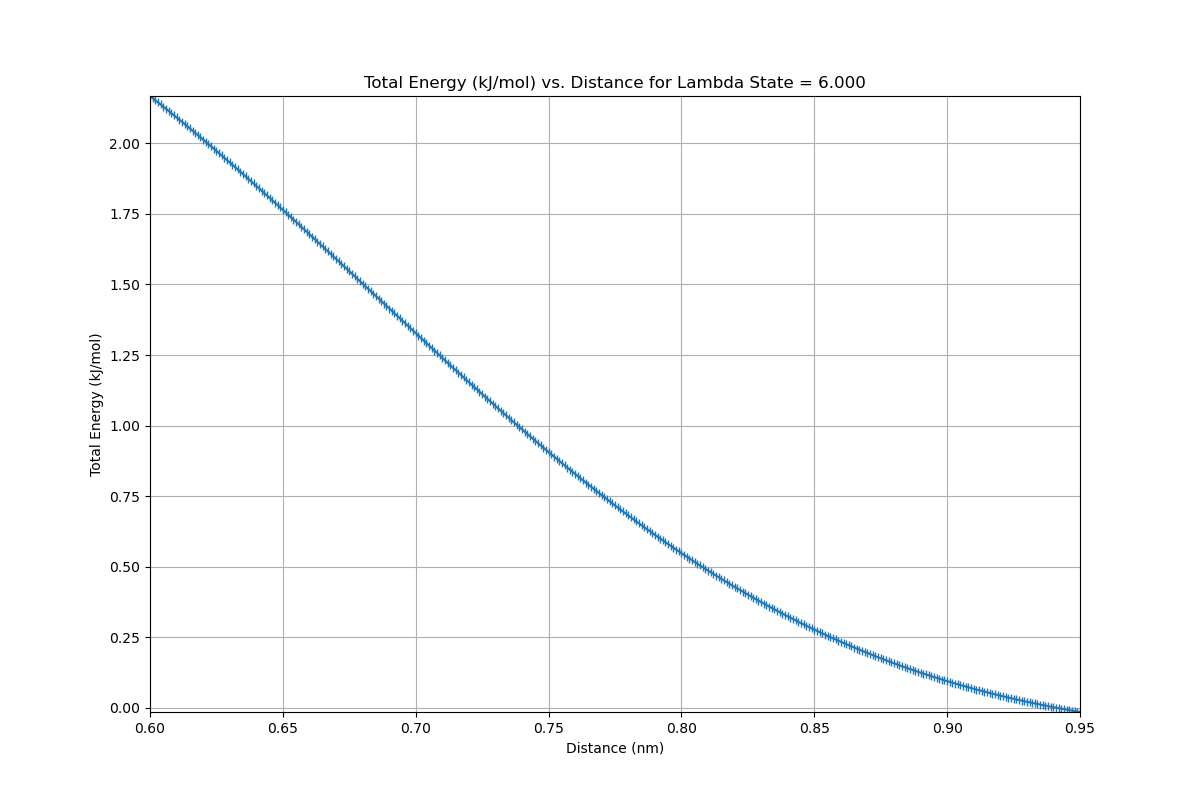 Total Energy (kJ/mol) vs. Distance for Lambda State = 6.000
Total Energy (kJ/mol)
2.00
1.75
1.50
1.25
1.00
0.75
0.50
0.25
0.00
0.60 0.65 0.70 0.75 0.80 0.85 0.90 0.95
Distance (nm)